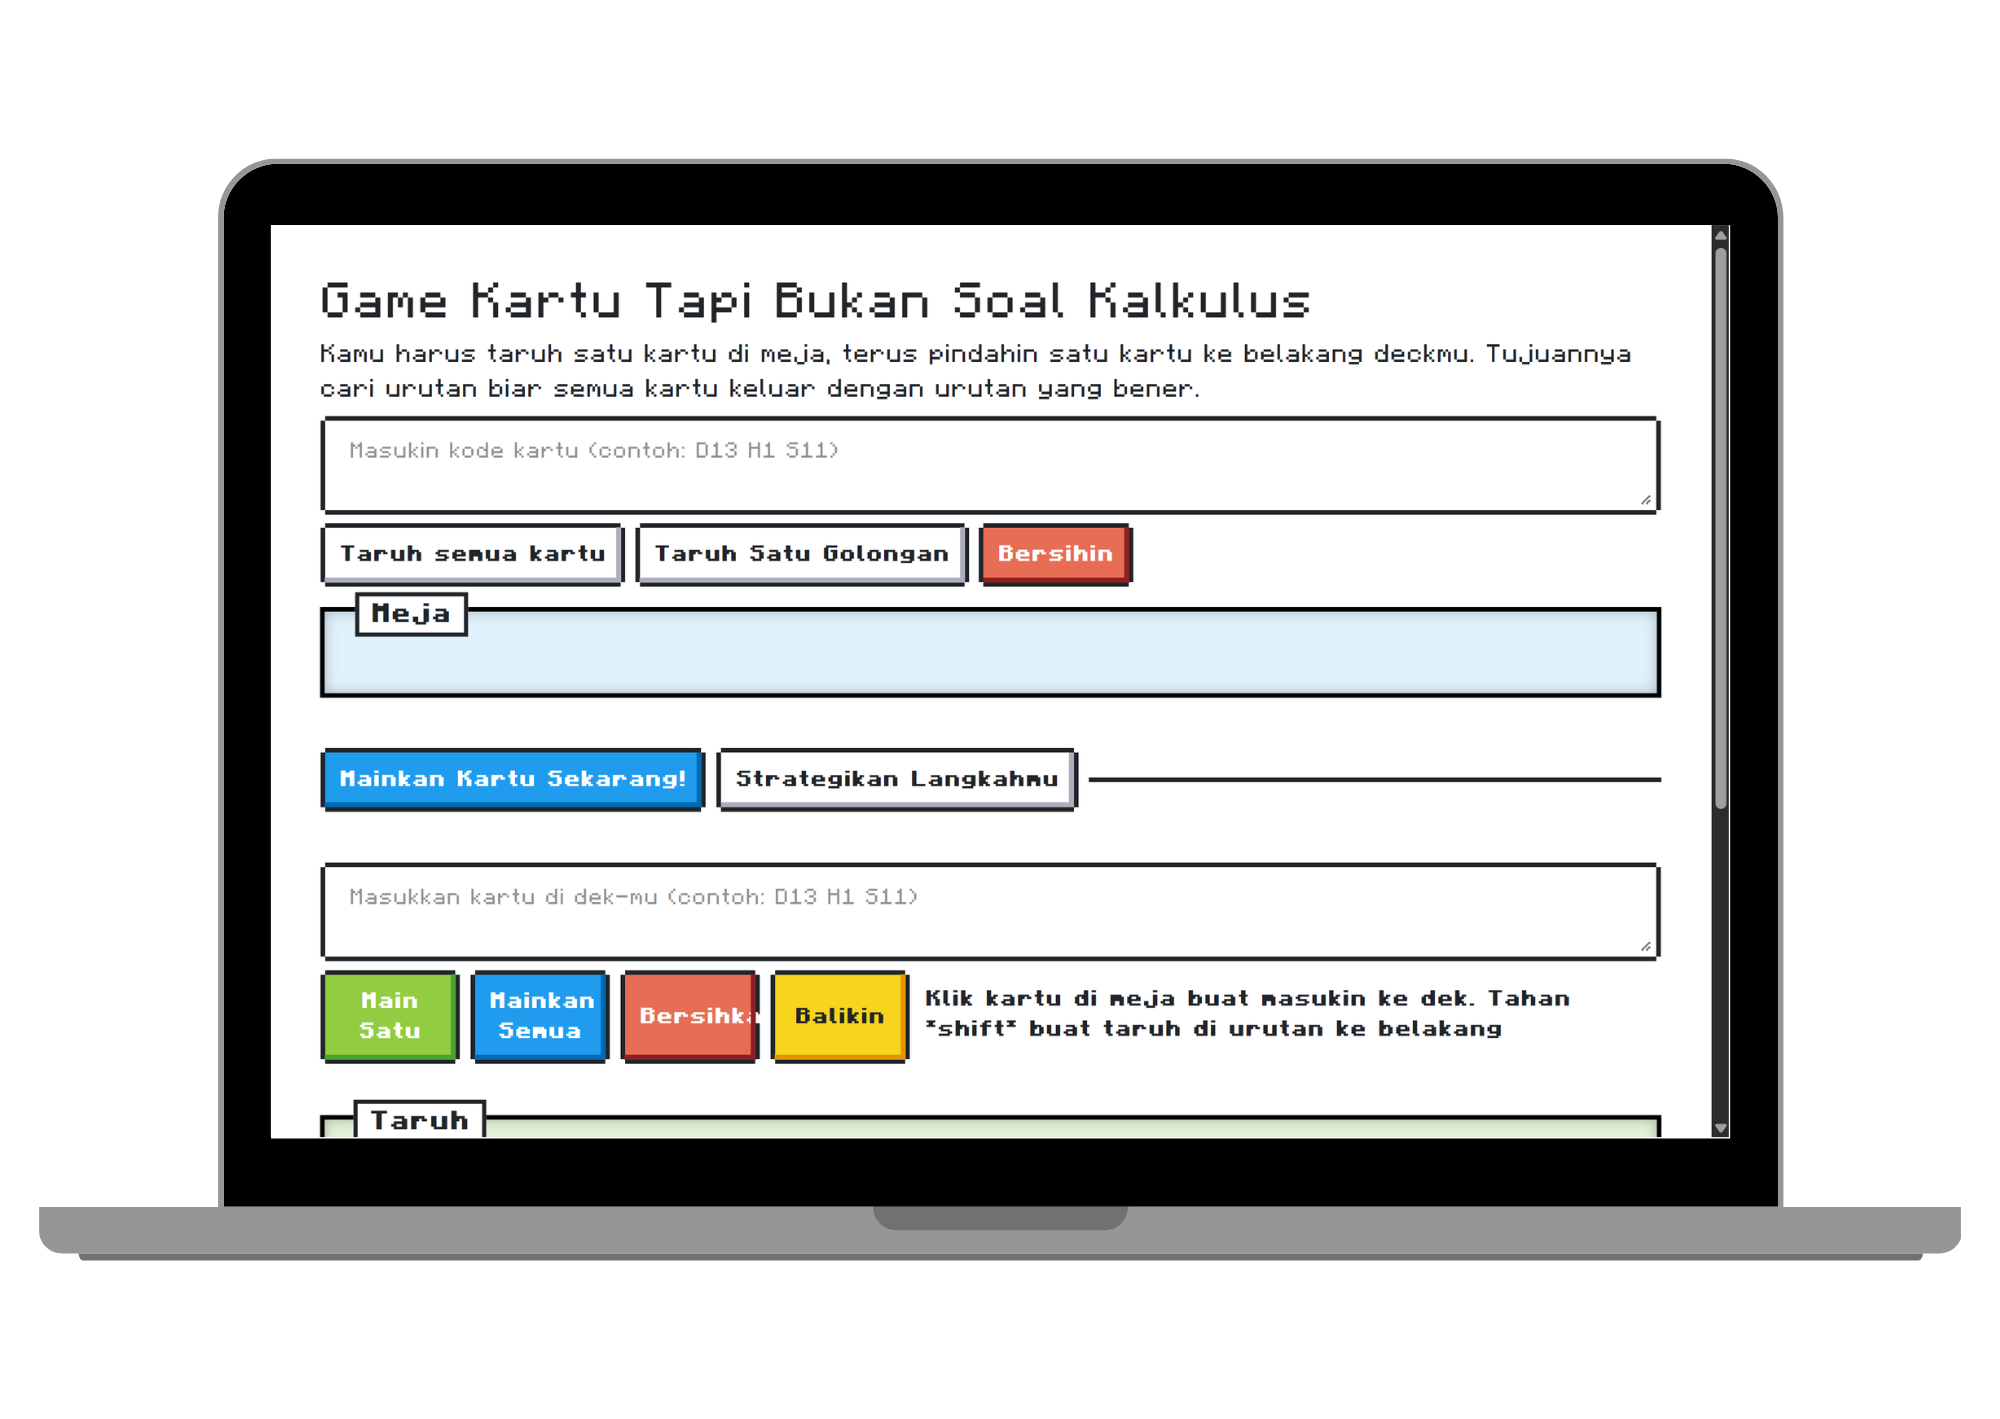 Game Kartu Tapi Bukan Soal Kalkulus
Kamu harus taruh satu kartu di meja, terus pindahin satu kartu ke belakang deckmu. Tujuannya
cari urutan biar semua kartu keluar dengan urutan yang bener.
Masukin kode kartu (contoh: D13 H1 S11)
Taruh semua kartu
Taruh Satu Golongan
Bersihin
Meja
Mainkan Kartu Sekarang!
Strategikan Langkahmu
Masukkan kartu di dek-mu (contoh: D13 H1 S11)
Main
Satu
Mainkan
Semua
Bersihka
Balikin
Klik kartu di meja buat masukin ke dek. Tahan
*shift* buat taruh di urutan ke belakang
Taruh